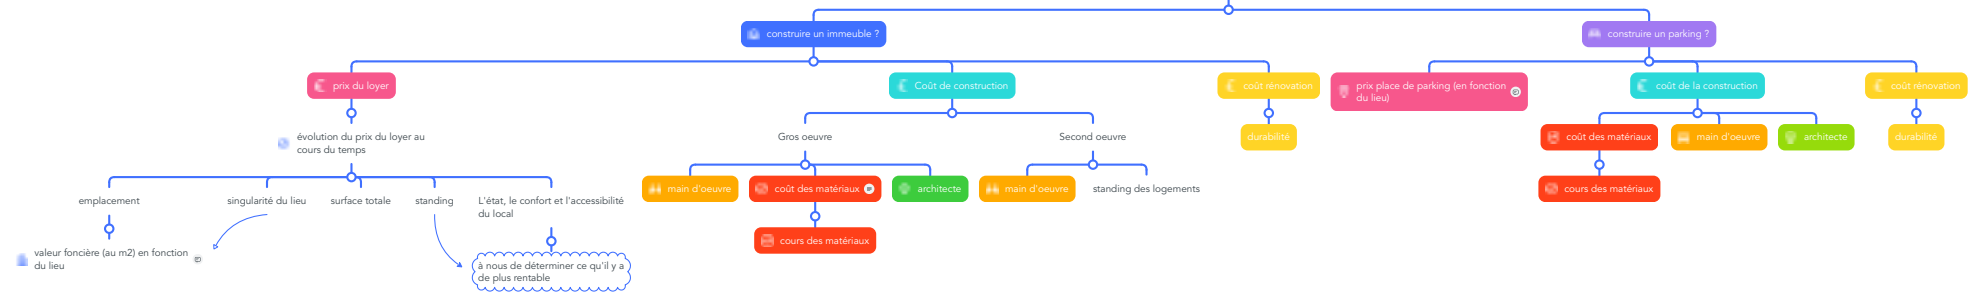 construire un immeuble ?
construire un parking ?
prix du loyer
Coût de construction
coût rénovation
prix place de parking (en fonction
du lieu)
coût de la construction
coût rénovation
évolution du prix du loyer au
cours du temps
Gros oeuvre
Second oeuvre
durabilité
coût des matériaux
main d'oeuvre
architecte
durabilité
emplacement
singularité du lieu
surface totale
standing
L'état, le confort et l'accessibilité
du local
main d'oeuvre
coût des matériaux
architecte
main d'oeuvre
standing des logements
cours des matériaux
valeur foncière (au m2) en fonction
du lieu
à nous de déterminer ce qu'il y a
de plus rentable
cours des matériaux